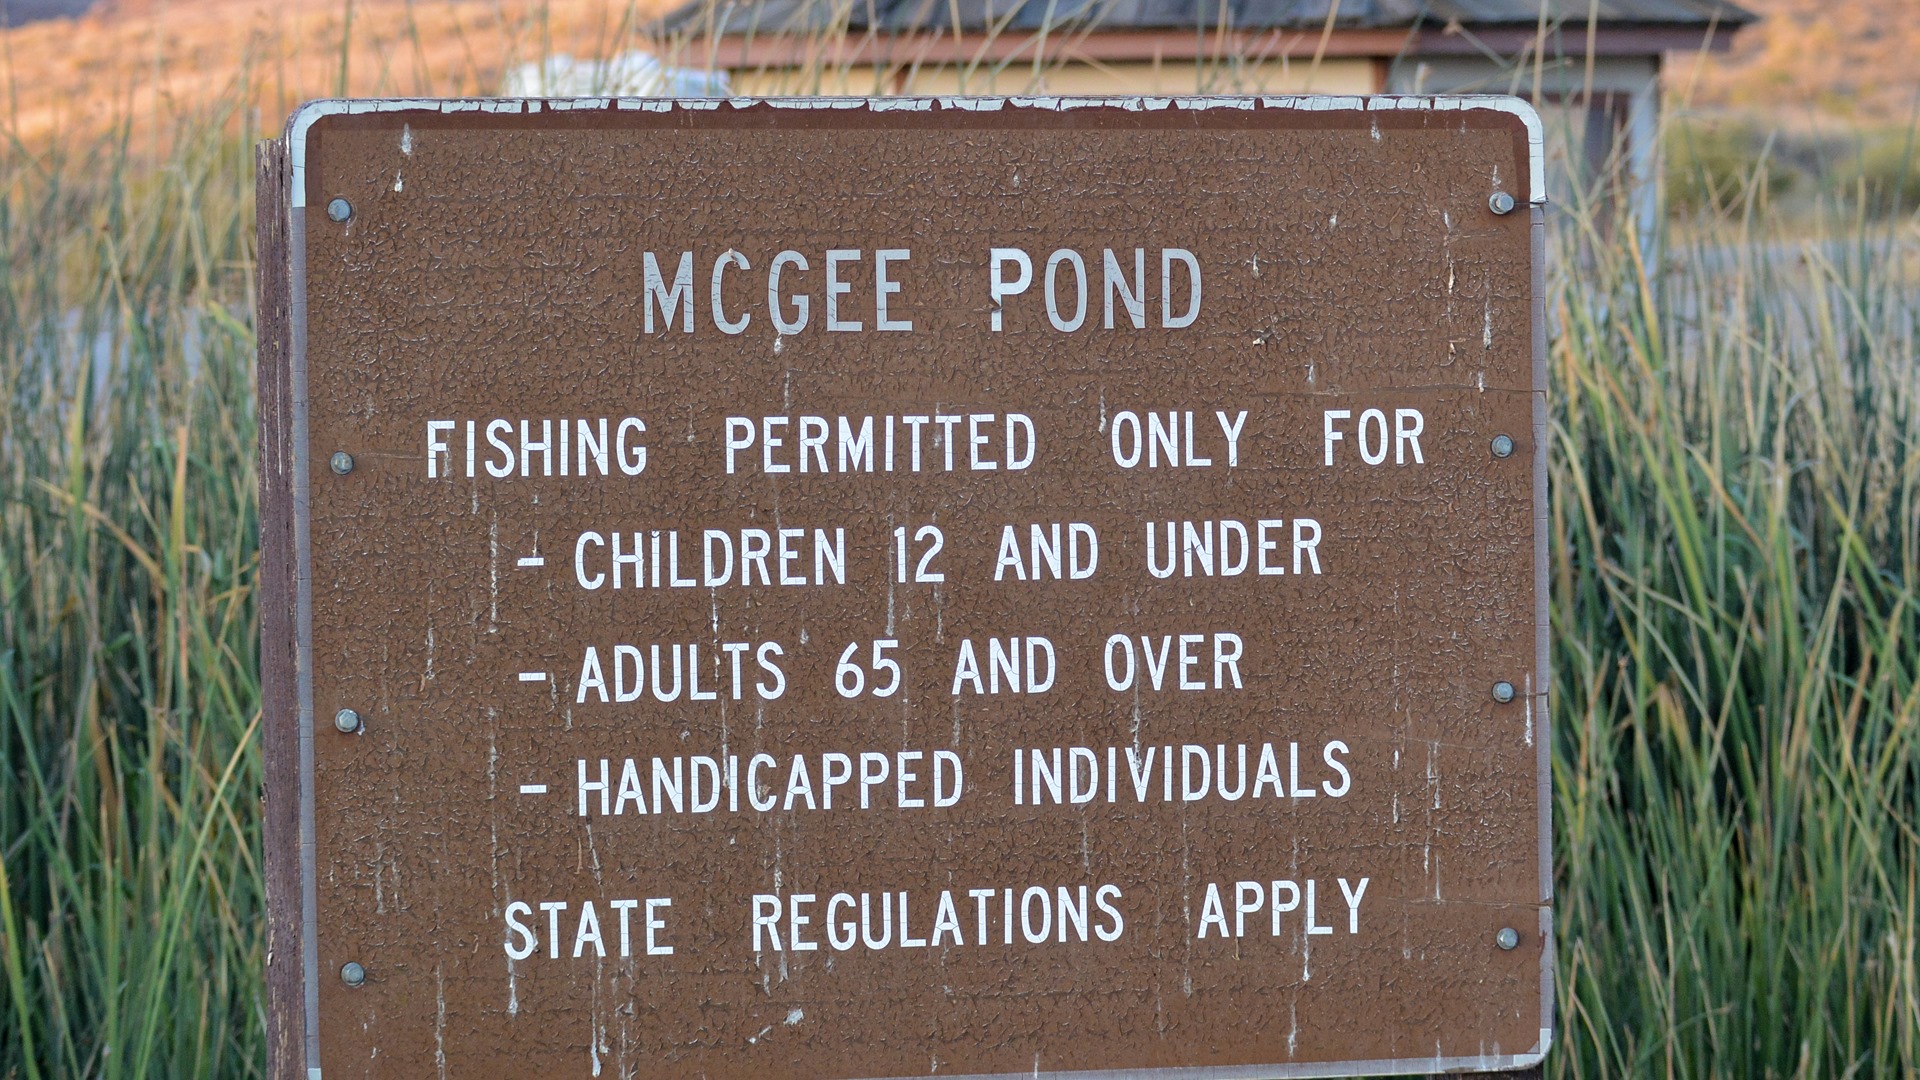 MCGEE POND
FISHING PERMITTED ONLY FOR
- CHILDREN 12 AND UNDER
- ADULTS 65 AND OVER
- HANDICAPPED INDIVIDUALS
STATE REGULATIONS APPLY